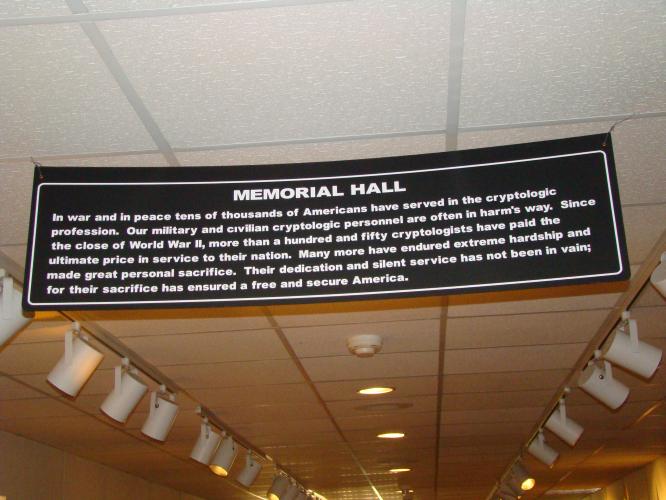 MEMORIAL HALL
In war and in peace tens of thousands of Americans have served in the cryptologic
profession. Our military and civilian cryptologic personnel are often in harm's way. Since
the close of World War II, more than a hundred and fifty cryptologists have paid the
ultimate price in service to their nation. Many more have endured extreme hardship and
made great personal sacrifice. Their dedication and silent service has not been in vain;
for their sacrifice has ensured a free and secure America.